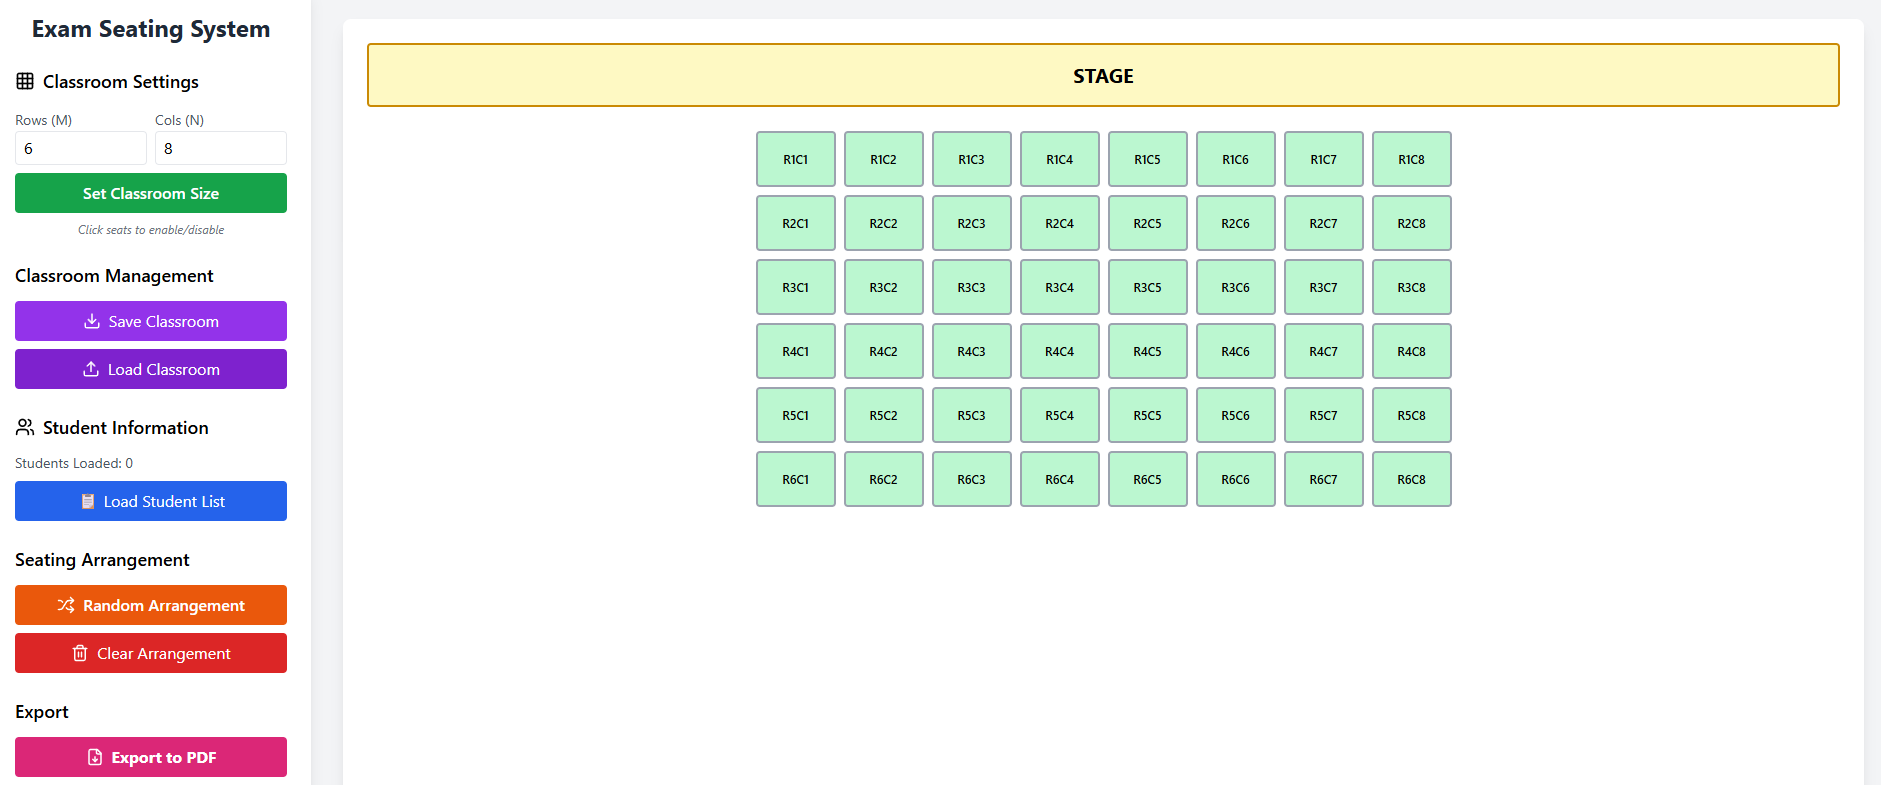 Exam Seating System
Classroom Settings
Rows (M) Cols (N)
6 8
Set Classroom Size
Click seats to enable/disable
Classroom Management
Save Classroom
Load Classroom
Student Information
Students Loaded: 0
Load Student List
Seating Arrangement
Random Arrangement
Clear Arrangement
Export
Export to PDF
STAGE
R1C1 R1C2 R1C3 R1C4 R1C5 R1C6 R1C7 R1C8
R2C1 R2C2 R2C3 R2C4 R2C5 R2C6 R2C7 R2C8
R3C1 R3C2 R3C3 R3C4 R3C5 R3C6 R3C7 R3C8
R4C1 R4C2 R4C3 R4C4 R4C5 R4C6 R4C7 R4C8
R5C1 R5C2 R5C3 R5C4 R5C5 R5C6 R5C7 R5C8
R6C1 R6C2 R6C3 R6C4 R6C5 R6C6 R6C7 R6C8